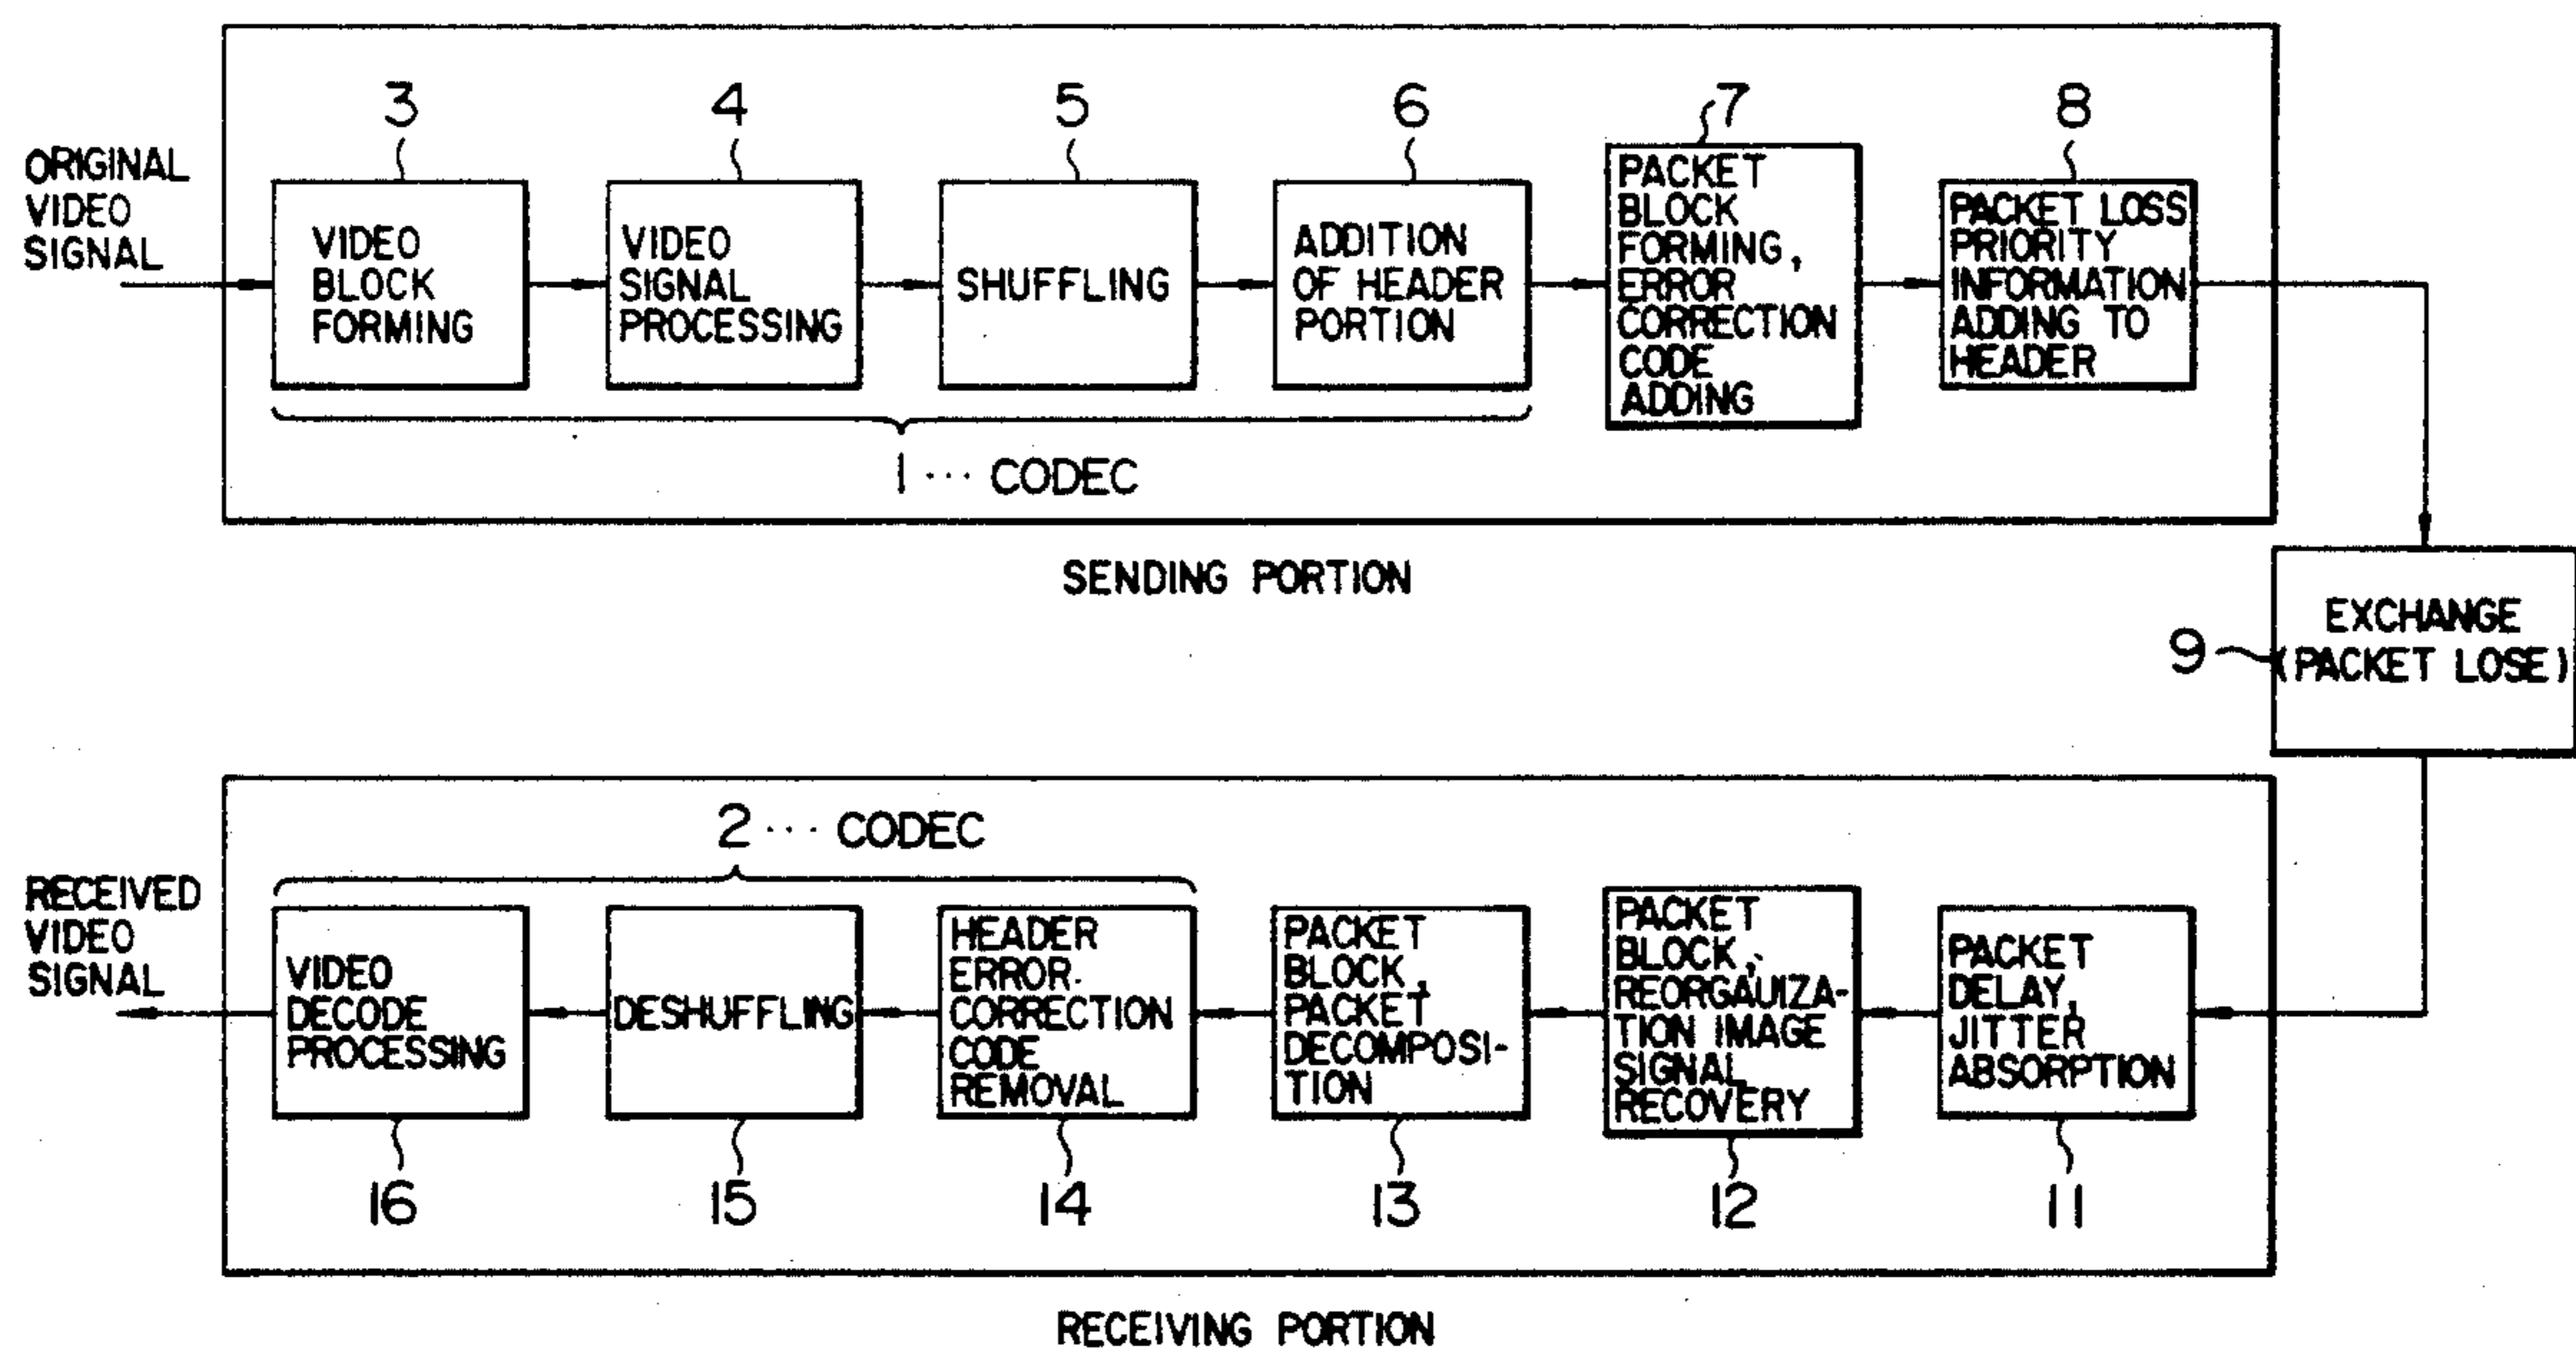 3
4
5
6
7
8
ORIGINAL
VIDEO
SIGNAL
VIDEO
BLOCK
FORMING
VIDEO
SIGNAL
PROCESSING
SHUFFLING
ADDITION
OF HEADER
PORTION
PACKET
BLOCK
FORMING,
ERROR
CORRECTION
CODE
ADDING
PACKET LOSS
PRIORITY
INFORMATION
ADDING TO
HEADER
1 ··· CODEC
SENDING PORTION
9
EXCHANGE
(PACKET LOSE)
2 ··· CODEC
RECEIVED
VIDEO
SIGNAL
VIDEO
DECODE
PROCESSING
DESHUFFLING
HEADER
ERROR-
CORRECTION
CODE
REMOVAL
PACKET
BLOCK,
PACKET
DECOMPOSI-
TION
PACKET
BLOCK,
REORGAUIZA-
TION IMAGE
SIGNAL
RECOVERY
PACKET
DELAY,
JITTER
ABSORPTION
16
15
14
13
12
11
RECEIVING PORTION